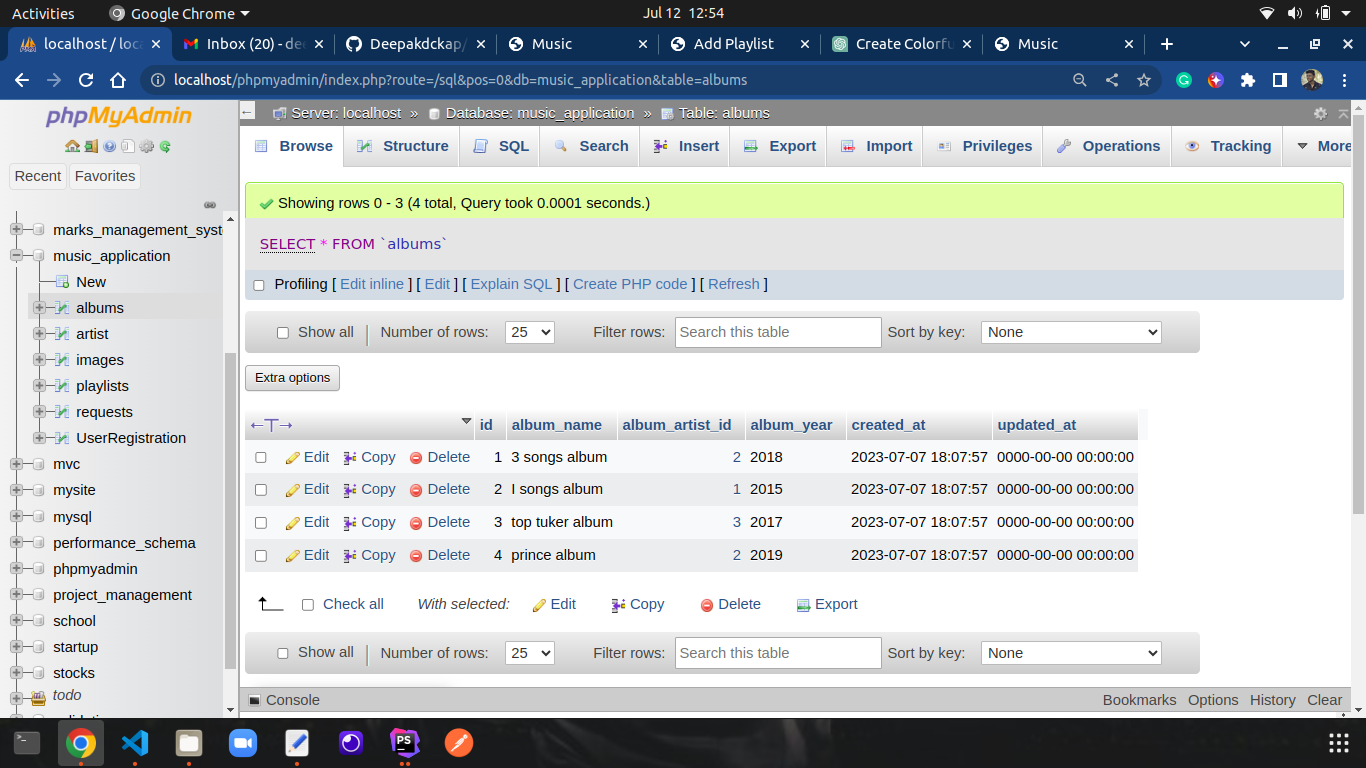 Activities Google Chrome Jul 12 12:54
localhost / loc Inbox (20) - de Deepakdckap/ Music Add Playlist Create Colorfu Music
localhost/phpmyadmin/index.php?route=/sql&pos=0&db=music_application&table=albums
phpMyAdmin
Recent Favorites
marks_management_syst
music_application
New
albums
artist
images
playlists
requests
UserRegistration
mvc
mysite
mysql
performance_schema
phpmyadmin
project_management
school
startup
stocks
todo
Server: localhost » Database: music_application » Table: albums
Browse Structure SQL Search Insert Export Import Privileges Operations Tracking More
Showing rows 0 - 3 (4 total, Query took 0.0001 seconds.)
SELECT * FROM `albums`
Profiling [ Edit inline ] [ Edit ] [ Explain SQL ] [ Create PHP code ] [ Refresh ]
Show all | Number of rows: 25 Filter rows: Search this table Sort by key: None
Extra options
←T→ id album_name album_artist_id album_year created_at updated_at
Edit Copy Delete 1 3 songs album 2 2018 2023-07-07 18:07:57 0000-00-00 00:00:00
Edit Copy Delete 2 I songs album 1 2015 2023-07-07 18:07:57 0000-00-00 00:00:00
Edit Copy Delete 3 top tuker album 3 2017 2023-07-07 18:07:57 0000-00-00 00:00:00
Edit Copy Delete 4 prince album 2 2019 2023-07-07 18:07:57 0000-00-00 00:00:00
Check all With selected: Edit Copy Delete Export
Show all | Number of rows: 25 Filter rows: Search this table Sort by key: None
Console Bookmarks Options History Clear